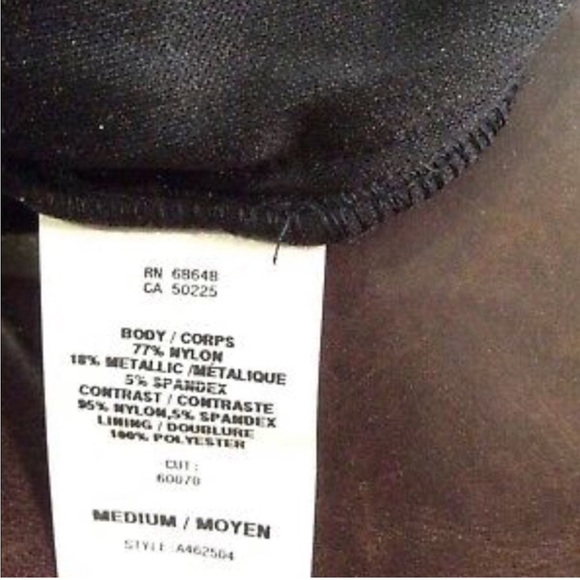 RN 68648
CA 50225
BODY / CORPS
77% NYLON
18% METALLIC /MÉTALIQUE
5% SPANDEX
CONTRAST / CONTRASTE
95% NYLON,5% SPANDEX
LINING / DOUBLURE
100% POLYESTER
CUT:
60070
MEDIUM / MOYEN
STYLE:A462504